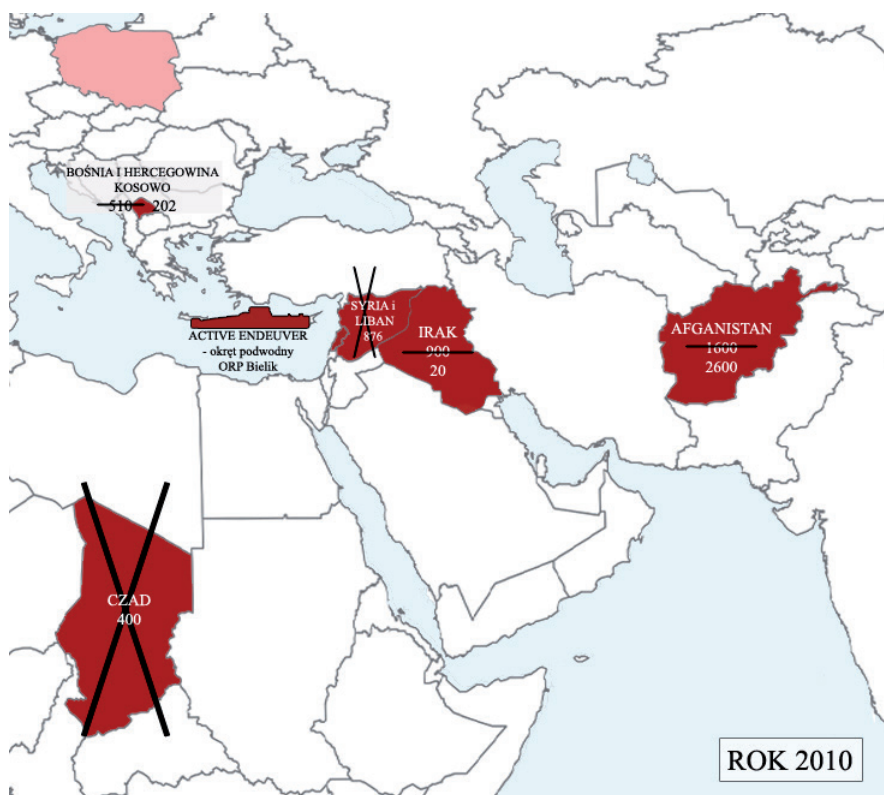 BOŚNIA I HERCEGOWINA
KOSOWO
510 202
SYRIA i
LIBAN
876
IRAK
900
20
AFGANISTAN
1600
2600
ACTIVE ENDEUVER
- okręt podwodny
ORP Bielik
CZAD
400
ROK 2010